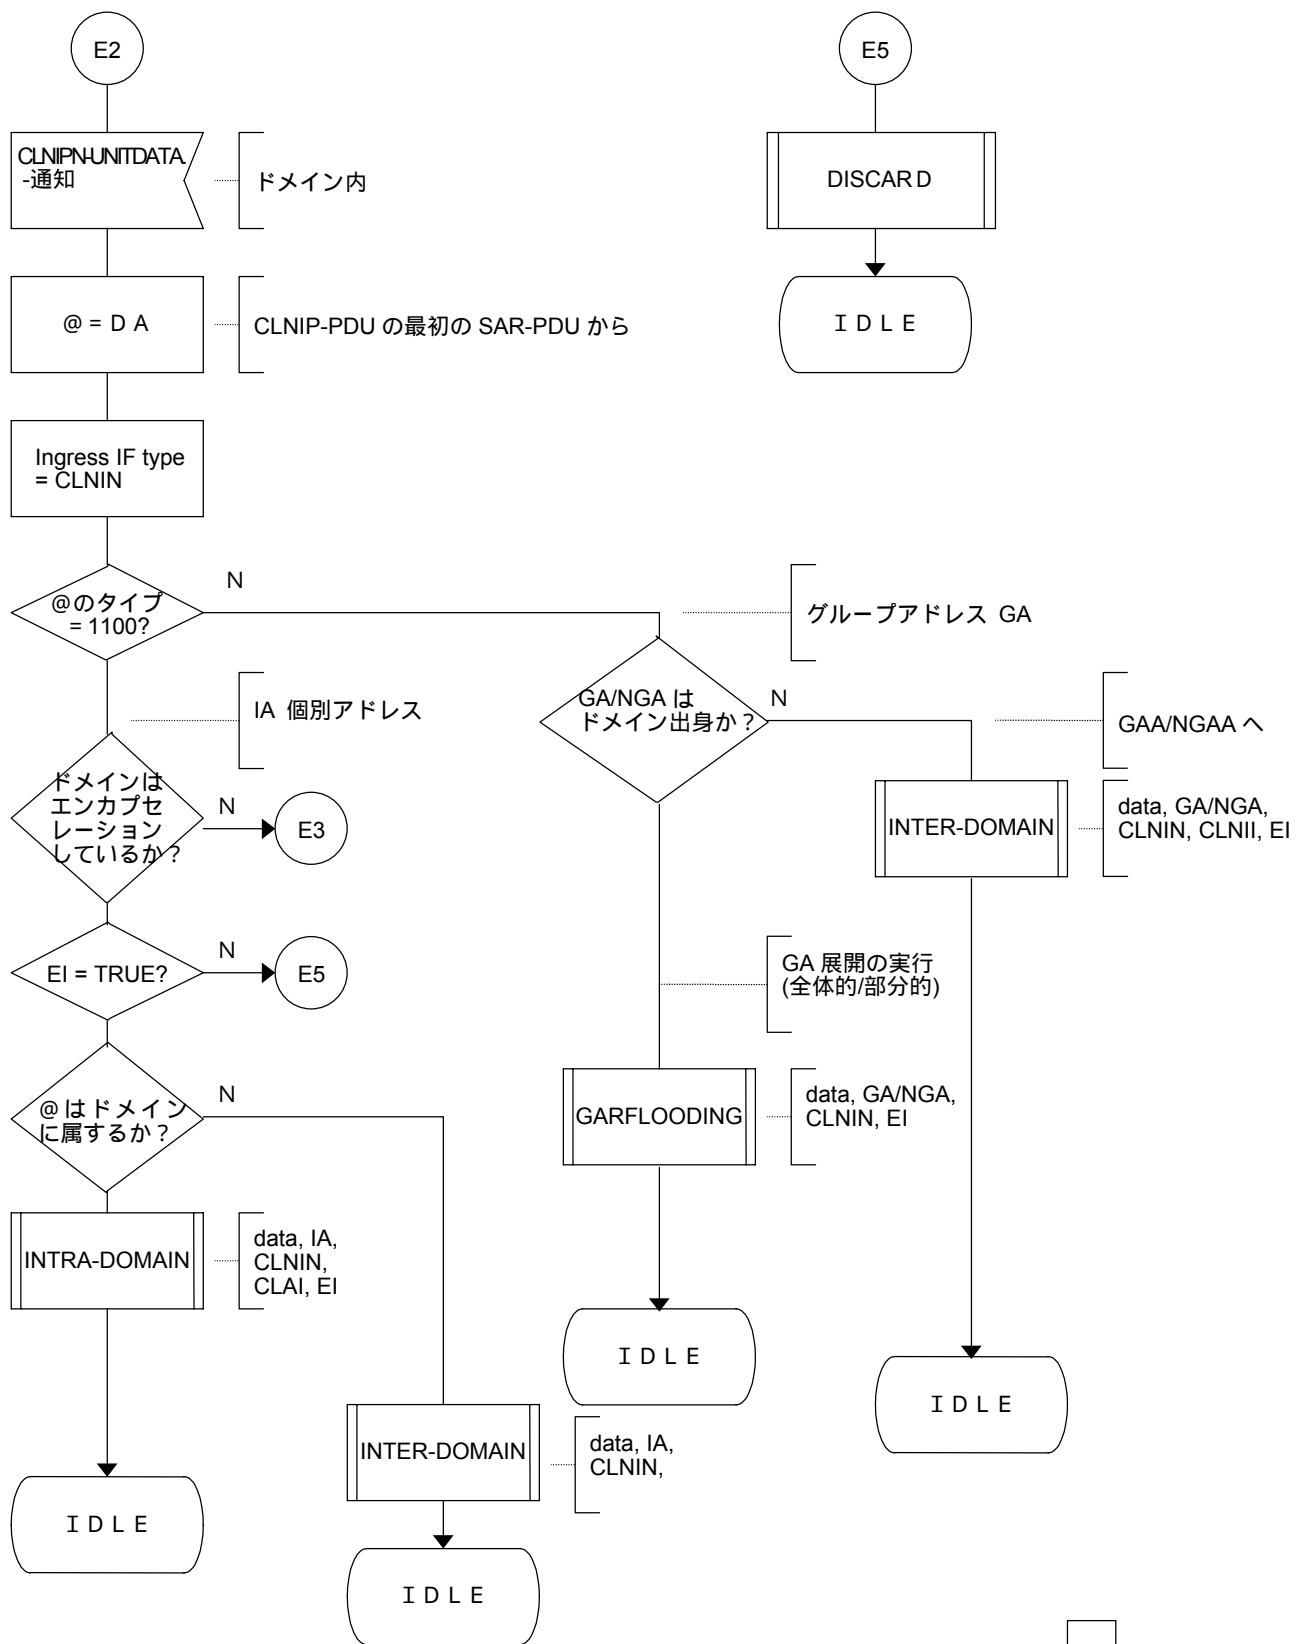 E2
E5
CLNIPN-UNITDATA.
-通知
ドメイン内
DISCARD
@ = D A
CLNIP-PDU の最初の SAR-PDU から
ＩＤＬＥ
Ingress IF type
= CLNIN
@のタイプ
= 1100?
N
グループアドレス GA
IA 個別アドレス
GA/NGA は
ドメイン出身か？
N
GAA/NGAA へ
ドメインは
エンカプセ
レーション
しているか？
N
E3
INTER-DOMAIN
data, GA/NGA,
CLNIN, CLNII, EI
EI = TRUE?
N
E5
GA 展開の実行
(全体的/部分的)
@ はドメイン
に属するか？
N
GARFLOODING
data, GA/NGA,
CLNIN, EI
INTRA-DOMAIN
data, IA,
CLNIN,
CLAI, EI
ＩＤＬＥ
ＩＤＬＥ
INTER-DOMAIN
data, IA,
CLNIN,
ＩＤＬＥ
ＩＤＬＥ